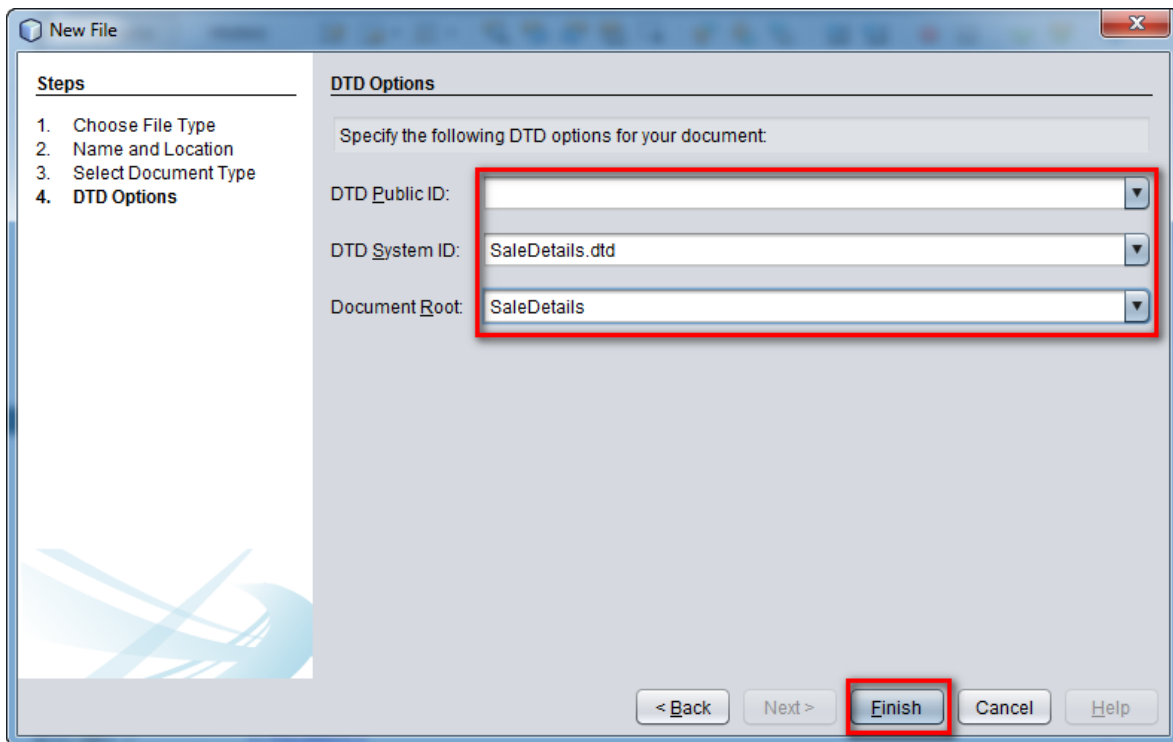 New File
Steps
1. Choose File Type
2. Name and Location
3. Select Document Type
4. DTD Options
DTD Options
Specify the following DTD options for your document:
DTD Public ID:
DTD System ID: SaleDetails.dtd
Document Root: SaleDetails
< Back Next > Finish Cancel Help